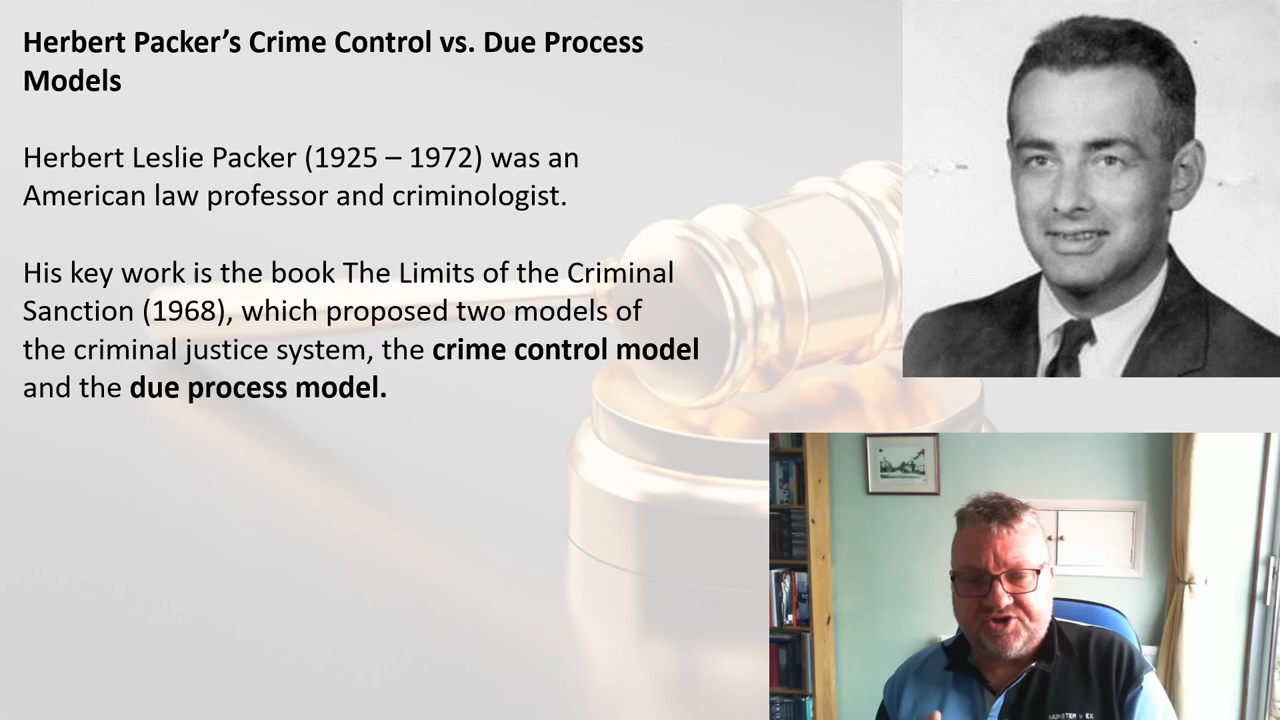 Herbert Packer’s Crime Control vs. Due Process
Models
Herbert Leslie Packer (1925 – 1972) was an
American law professor and criminologist.
His key work is the book The Limits of the Criminal
Sanction (1968), which proposed two models of
the criminal justice system, the crime control model
and the due process model.